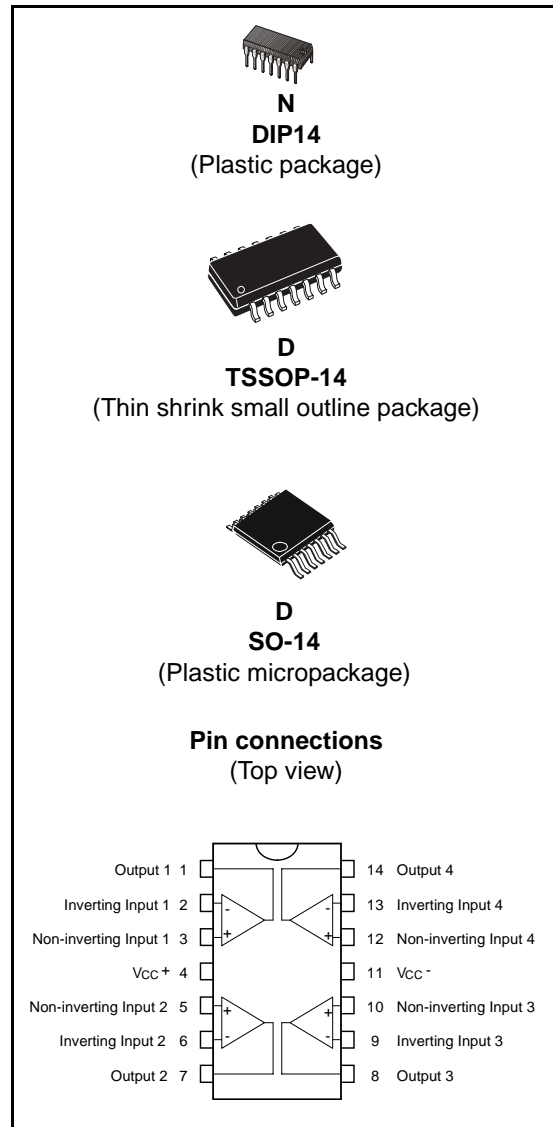 N
DIP14
(Plastic package)
D
TSSOP-14
(Thin shrink small outline package)
D
SO-14
(Plastic micropackage)
Pin connections
(Top view)
Output 1 1 14 Output 4
Inverting Input 1 2 - - 13 Inverting Input 4
Non-inverting Input 1 3 + + 12 Non-inverting Input 4
VCC + 4 11 VCC -
Non-inverting Input 2 5 + + 10 Non-inverting Input 3
Inverting Input 2 6 - - 9 Inverting Input 3
Output 2 7 8 Output 3